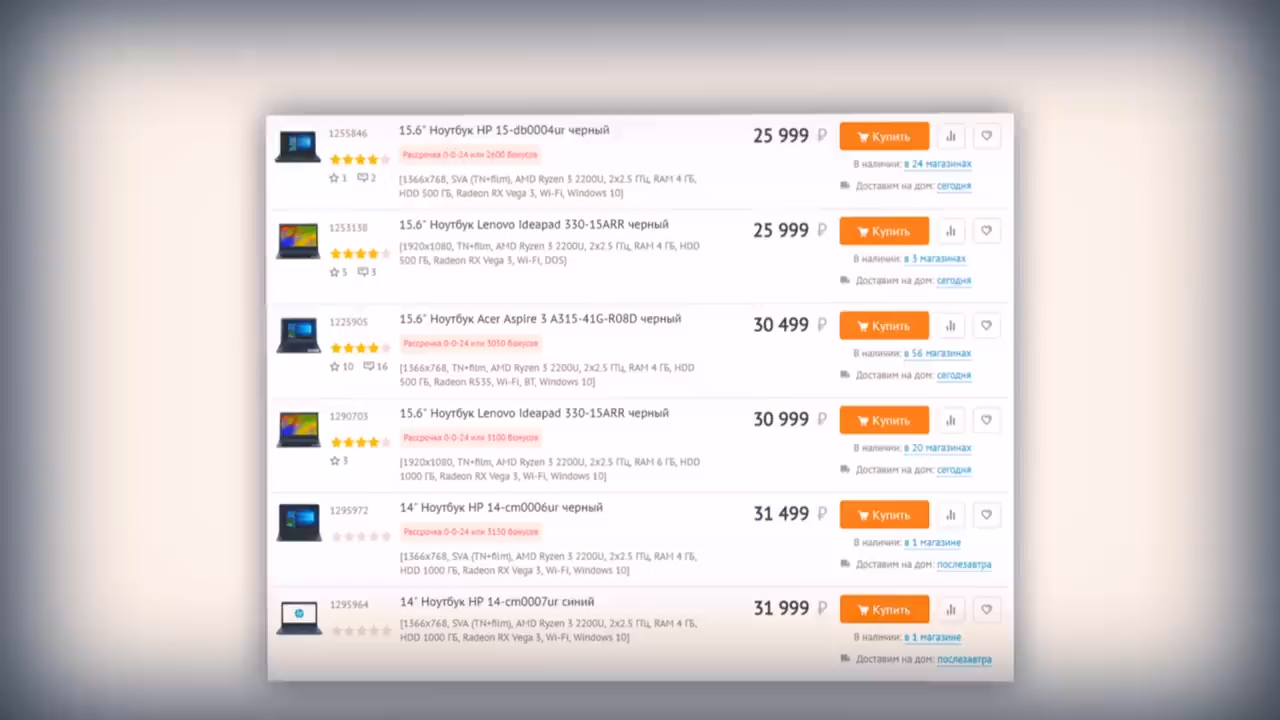 1255846
15.6" Ноутбук HP 15-db0004ur черный
25 999 ₽
Купить
Рассрочка 0-0-24 или 2600 бонусов
1
2
[1366x768, SVA (TN+film), AMD Ryzen 3 2200U, 2x2.5 ГГц, RAM 4 ГБ,
HDD 500 ГБ, Radeon RX Vega 3, Wi-Fi, Windows 10]
В наличии: в 24 магазинах
Доставим на дом: сегодня
1253138
15.6" Ноутбук Lenovo Ideapad 330-15ARR черный
25 999 ₽
Купить
[1920x1080, TN+film, AMD Ryzen 3 2200U, 2x2.5 ГГц, RAM 4 ГБ, HDD
500 ГБ, Radeon RX Vega 3, Wi-Fi, DOS]
5
3
В наличии: в 3 магазинах
Доставим на дом: сегодня
1225905
15.6" Ноутбук Acer Aspire 3 A315-41G-R08D черный
30 499 ₽
Купить
Рассрочка 0-0-24 или 3050 бонусов
10
16
[1366x768, TN+film, AMD Ryzen 3 2200U, 2x2.5 ГГц, RAM 4 ГБ, HDD
500 ГБ, Radeon R535, Wi-Fi, BT, Windows 10]
В наличии: в 56 магазинах
Доставим на дом: сегодня
1290703
15.6" Ноутбук Lenovo Ideapad 330-15ARR черный
30 999 ₽
Купить
Рассрочка 0-0-24 или 3100 бонусов
3
[1920x1080, TN+film, AMD Ryzen 3 2200U, 2x2.5 ГГц, RAM 6 ГБ, HDD
1000 ГБ, Radeon RX Vega 3, Wi-Fi, Windows 10]
В наличии: в 20 магазинах
Доставим на дом: сегодня
1295972
14" Ноутбук HP 14-cm0006ur черный
31 499 ₽
Купить
Рассрочка 0-0-24 или 3150 бонусов
[1366x768, SVA (TN+film), AMD Ryzen 3 2200U, 2x2.5 ГГц, RAM 4 ГБ,
HDD 1000 ГБ, Radeon RX Vega 3, Wi-Fi, Windows 10]
В наличии: в 1 магазине
Доставим на дом: послезавтра
1295964
14" Ноутбук HP 14-cm0007ur синий
31 999 ₽
Купить
[1366x768, SVA (TN+film), AMD Ryzen 3 2200U, 2x2.5 ГГц, RAM 4 ГБ,
HDD 1000 ГБ, Radeon RX Vega 3, Wi-Fi, Windows 10]
В наличии: в 1 магазине
Доставим на дом: послезавтра